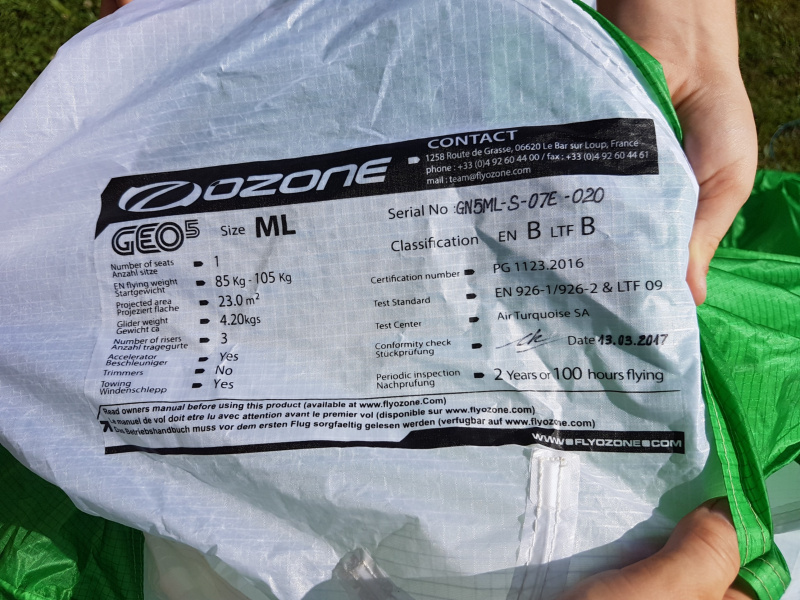 OZONE
CONTACT
1258 Route de Grasse, 06620 Le Bar sur Loup, France
phone : +33 (0)4 92 60 44 00 / fax : +33 (0)4 92 60 44 61
mail : team@flyozone.com
GEO5 Size ML
Serial No : GN5ML-S-07E-020
Classification EN B LTF B
Number of seats 1
Anzahl sitze
EN flying weight 85 Kg - 105 Kg
Startgewicht
Projected area 23.0 m²
Projeziert flache
Glider weight 4.20kgs
Gewicht ca
Number of risers 3
Anzahl tragegurte
Accelerator Yes
Beschleuniger
Trimmers No
Towing Yes
Windenschlepp
Certification number PG 1123.2016
Test Standard EN 926-1/926-2 & LTF 09
Test Center Air Turquoise SA
Conformity check Date 13.03.2017
Stückprüfung
Periodic inspection 2 Years or 100 hours flying
Nachprufung
Read owners manual before using this product (available at www.flyozone.com)
Le manuel de vol doit etre lu avec attention avant le premier vol (disponible sur www.flyozone.com)
Das Betriebshandbuch muss vor dem ersten Flug sorgfaeltig gelesen werden (verfugbar auf www.flyozone.com)
WWW.FLYOZONE.COM